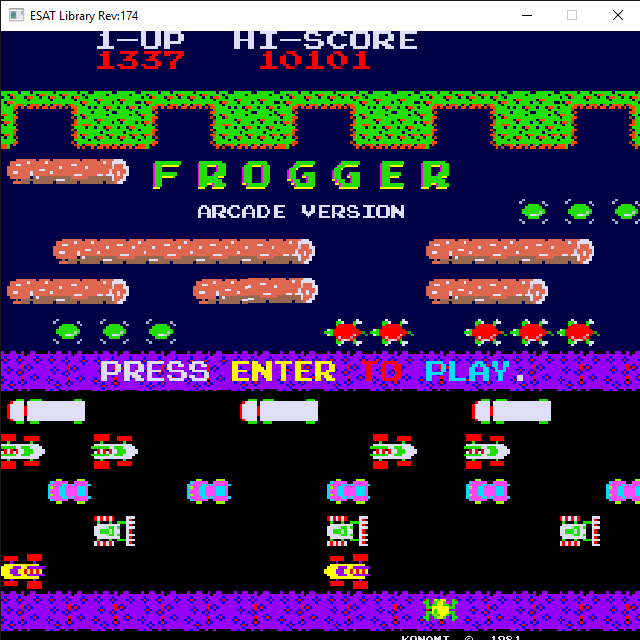 ESAT Library Rev:174
1-UP HI-SCORE
1337 10101
FROGGER
ARCADE VERSION
PRESS ENTER TO PLAY.
KONAMI © 1981